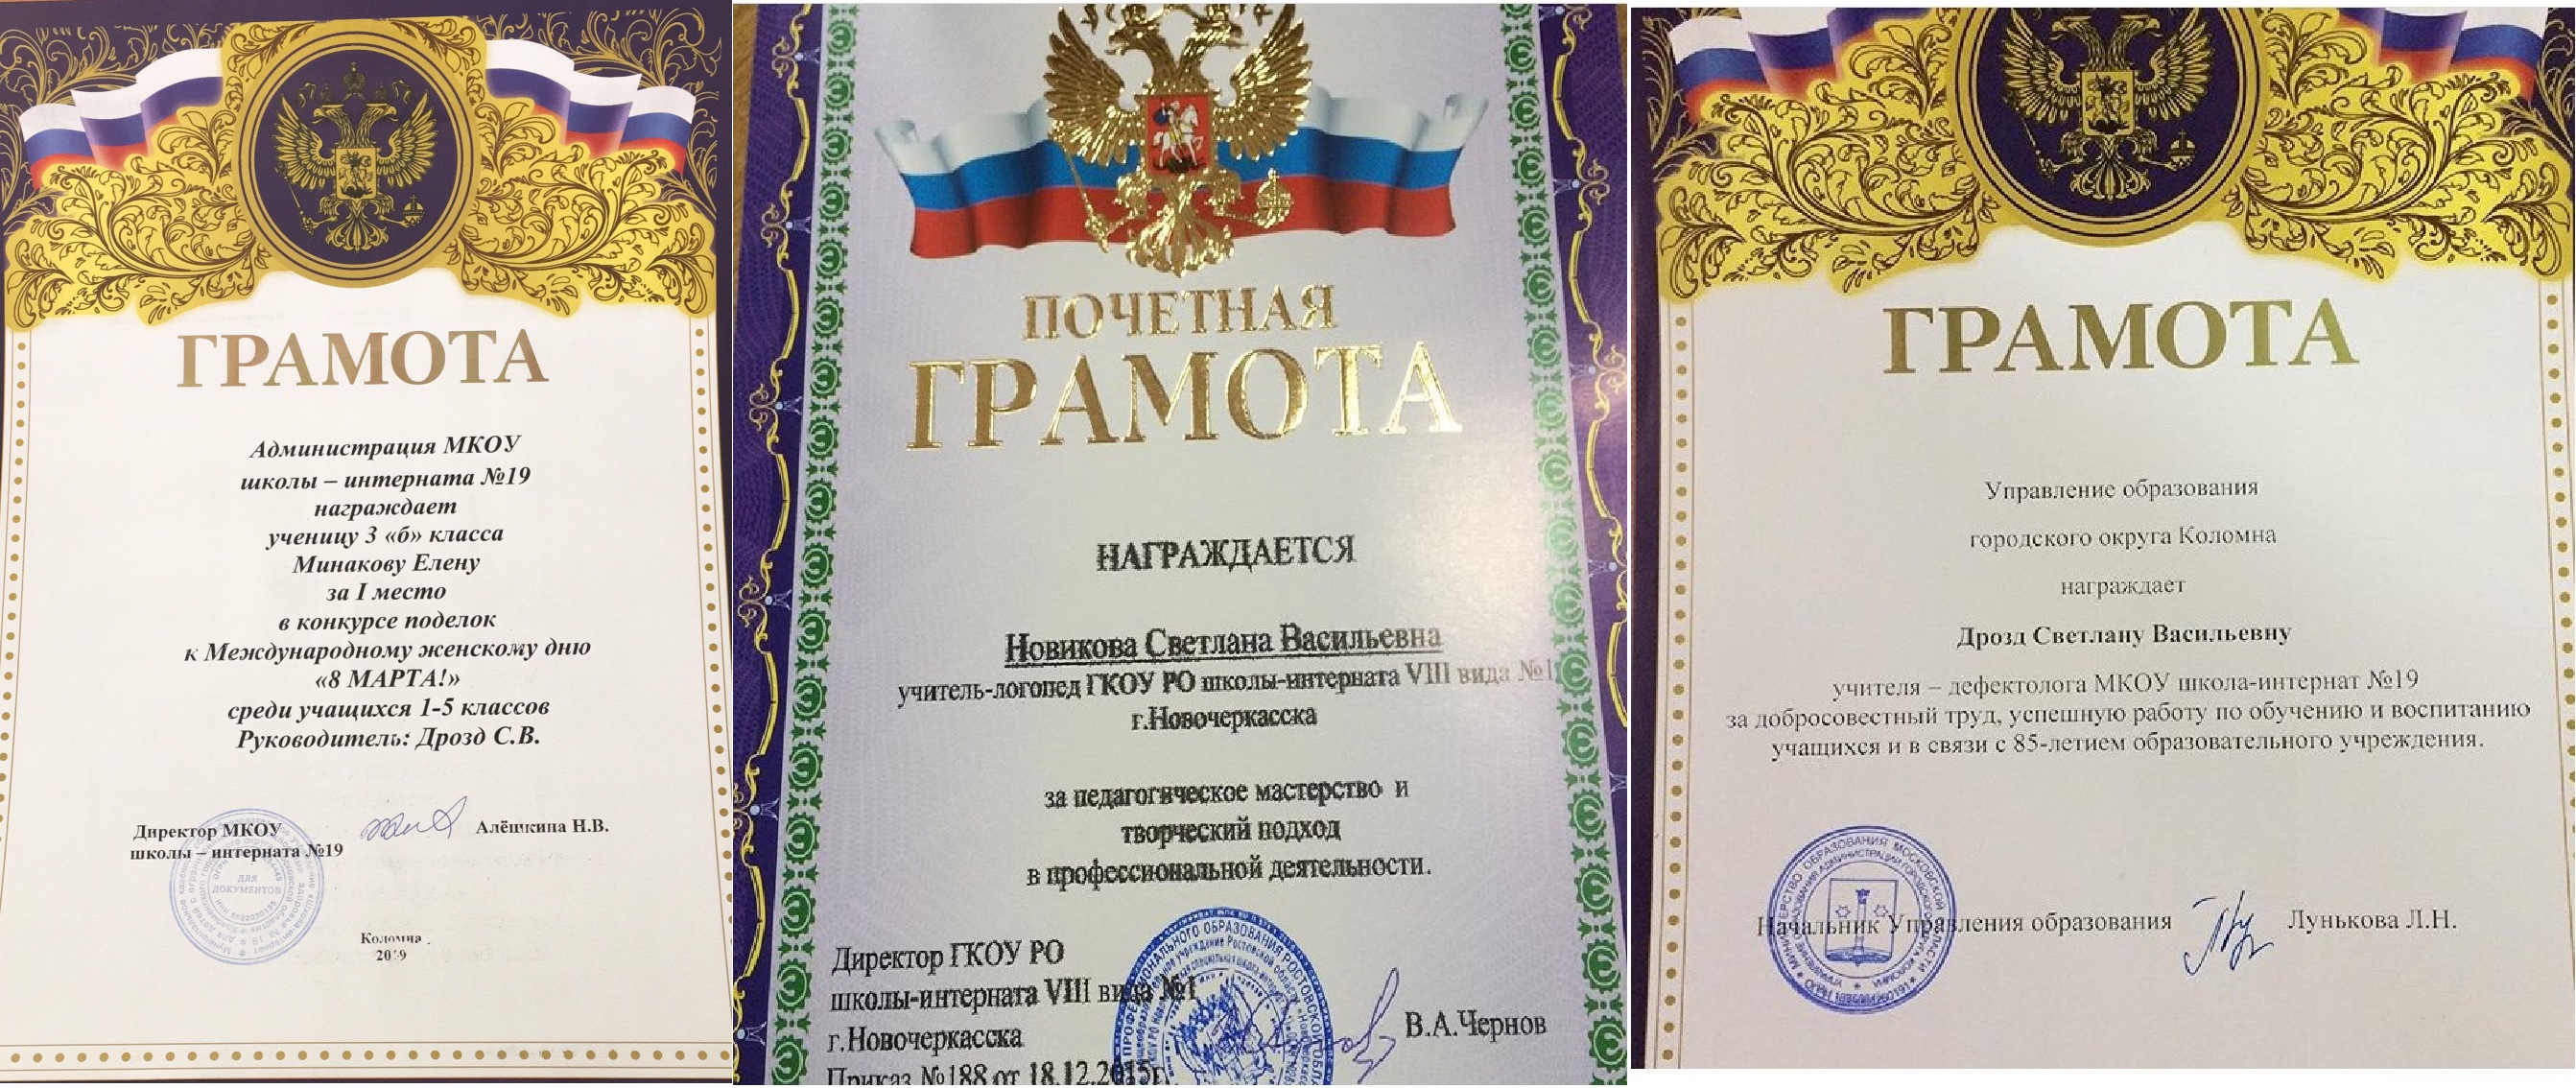 ГРАМОТА
Администрация МКОУ
школы – интерната №19
награждает
ученицу 3 «б» класса
Минакову Елену
за I место
в конкурсе поделок
к Международному женскому дню
«8 МАРТА!»
среди учащихся 1-5 классов
Руководитель: Дрозд С.В.
Директор МКОУ
школы – интерната №19
Алёшкина Н.В.
ДЛЯ
ДОКУМЕНТОВ
Коломна
ПОЧЕТНАЯ
ГРАМОТА
НАГРАЖДАЕТСЯ
Новикова Светлана Васильевна
учитель-логопед ГКОУ РО школы-интерната VIII вида №1
г.Новочеркасска
за педагогическое мастерство и
творческий подход
в профессиональной деятельности.
Директор ГКОУ РО
школы-интерната VIII вида №1
г.Новочеркасска
Приказ №188 от 18.12.2015г.
В.А.Чернов
ГРАМОТА
Управление образования
городского округа Коломна
награждает
Дрозд Светлану Васильевну
учителя – дефектолога МКОУ школа-интернат №19
за добросовестный труд, успешную работу по обучению и воспитанию
учащихся и в связи с 85-летием образовательного учреждения.
Начальник Управления образования
Лунькова Л.Н.